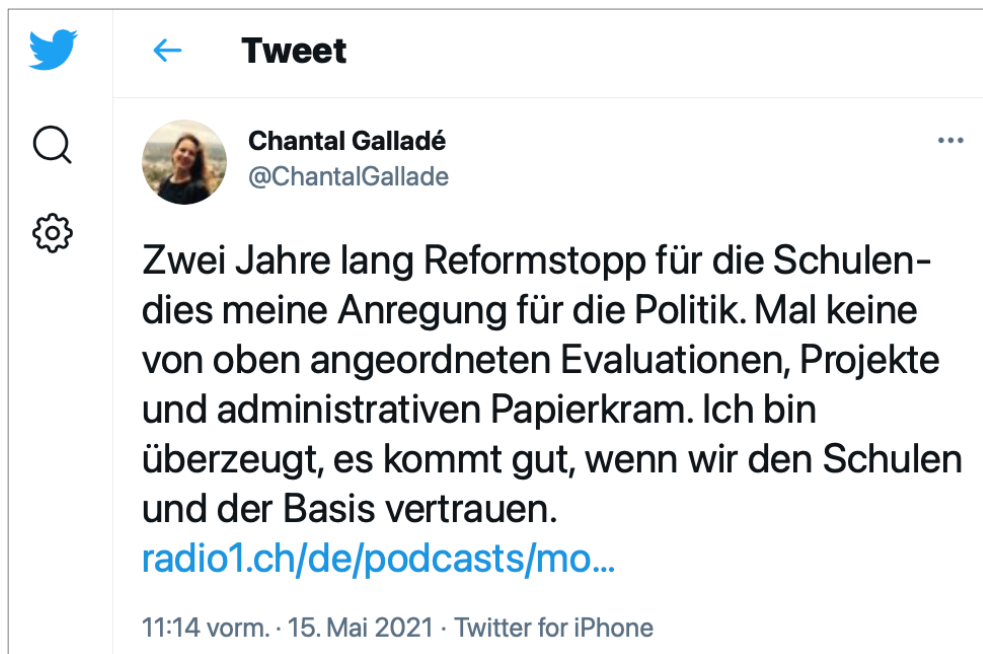 Tweet
Chantal Galladé
@ChantalGallade
Zwei Jahre lang Reformstopp für die Schulen-
dies meine Anregung für die Politik. Mal keine
von oben angeordneten Evaluationen, Projekte
und administrativen Papierkram. Ich bin
überzeugt, es kommt gut, wenn wir den Schulen
und der Basis vertrauen.
radio1.ch/de/podcasts/mo...
11:14 vorm. · 15. Mai 2021 · Twitter for iPhone